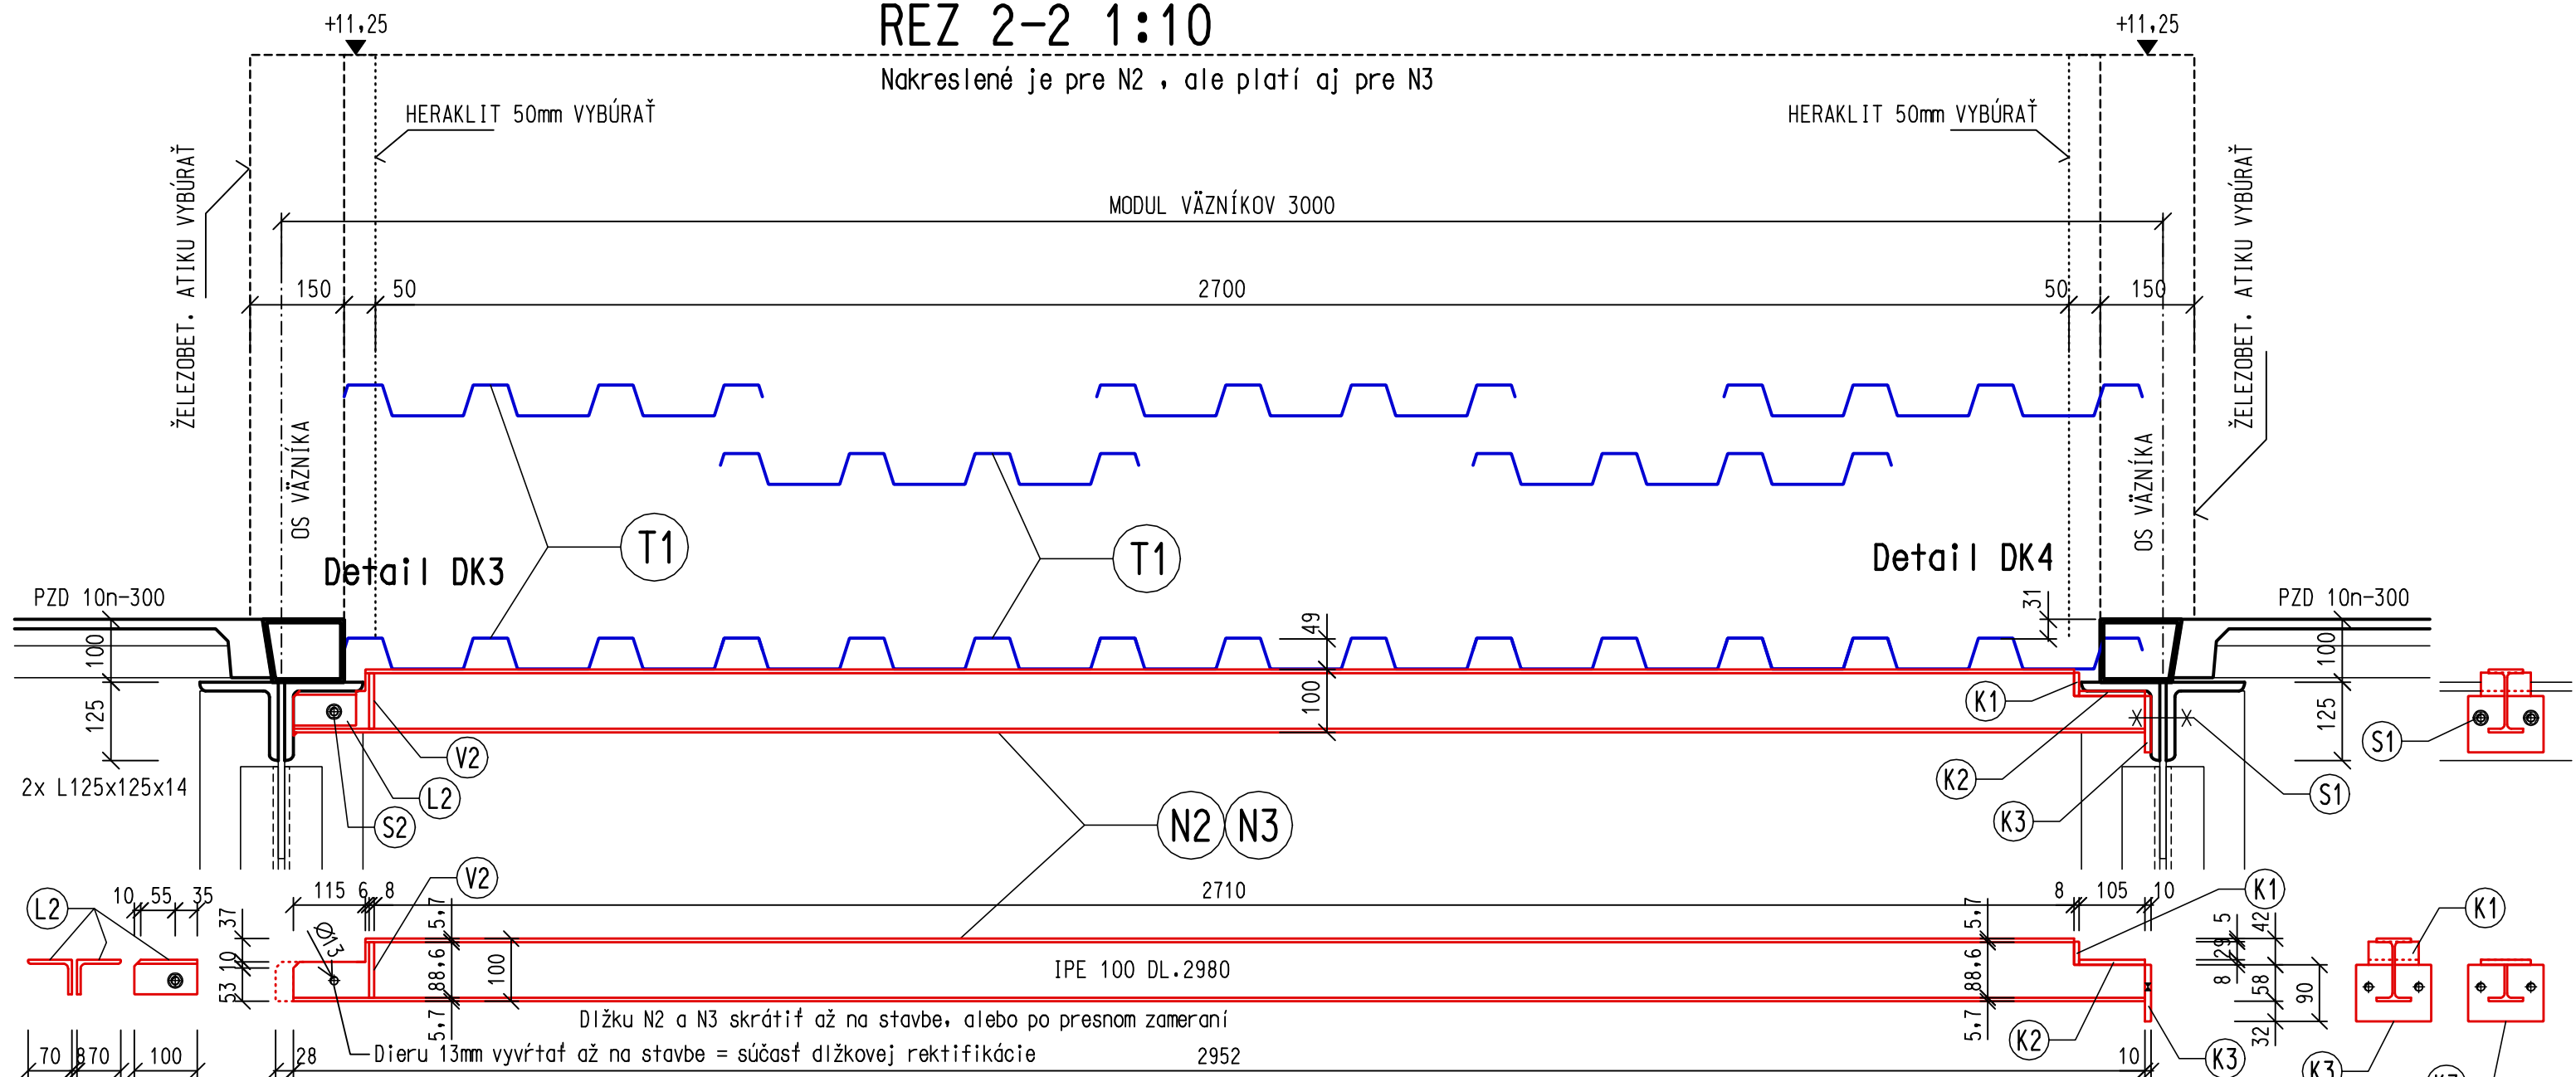 REZ 2-2 1:10
Nakreslené je pre N2 , ale platí aj pre N3
+11,25
+11,25
HERAKLIT 50mm VYBÚRAŤ
HERAKLIT 50mm VYBÚRAŤ
ŽELEZOBET. ATIKU VYBÚRAŤ
ŽELEZOBET. ATIKU VYBÚRAŤ
MODUL VÄZNÍKOV 3000
150
50
2700
50
150
OS VÄZNÍKA
OS VÄZNÍKA
T1
T1
Detail DK3
Detail DK4
PZD 10n-300
PZD 10n-300
100
125
49
100
31
100
125
2x L125x125x14
V2
L2
S2
N2
N3
K1
K2
K3
S1
S1
L2
10
55
35
37
10
53
115
6
8
V2
2710
8
105
10
K1
K1
Ø13
5,7
88,6
5,7
100
IPE 100 DL.2980
5,7
88,6
5,7
5
29
8
42
58
32
90
Dĺžku N2 a N3 skrátiť až na stavbe, alebo po presnom zameraní
Dieru 13mm vyvŕtať až na stavbe = súčasť dĺžkovej rektifikácie
70
8
70
100
28
2952
10
K2
K3
K3